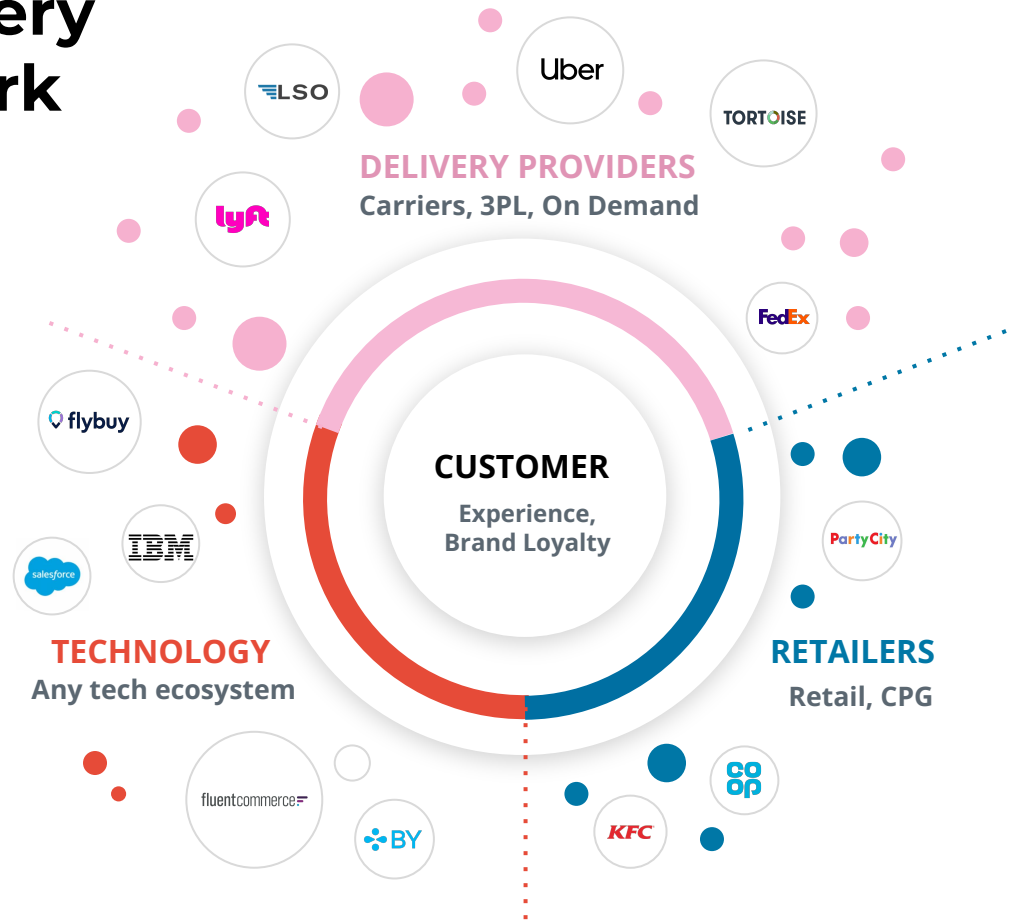 ery
rk
LSO
Uber
TORTOISE
DELIVERY PROVIDERS
Carriers, 3PL, On Demand
lyft
FedEx
flybuy
CUSTOMER
Experience,
Brand Loyalty
IBM
PartyCity
salesforce
TECHNOLOGY
Any tech ecosystem
RETAILERS
Retail, CPG
fluentcommerce
BY
CO
OP
KFC